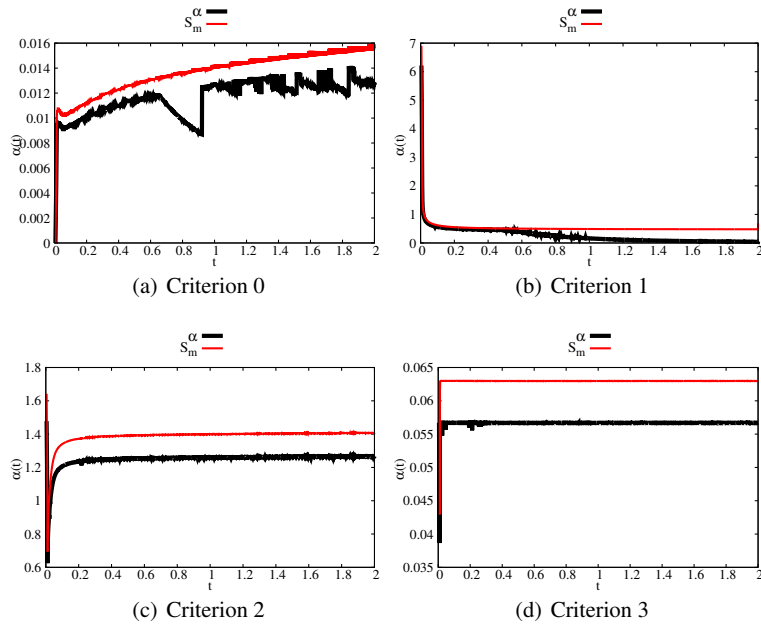 α
S_m
0.016
0.014
0.012
0.01
0.008
0.006
0.004
0.002
0
α(t)
0 0.2 0.4 0.6 0.8 1 1.2 1.4 1.6 1.8 2
t
(a) Criterion 0
α
S_m
7
6
5
4
3
2
1
0
α(t)
0 0.2 0.4 0.6 0.8 1 1.2 1.4 1.6 1.8 2
t
(b) Criterion 1
α
S_m
1.8
1.6
1.4
1.2
1
0.8
0.6
α(t)
0 0.2 0.4 0.6 0.8 1 1.2 1.4 1.6 1.8 2
t
(c) Criterion 2
α
S_m
0.065
0.06
0.055
0.05
0.045
0.04
0.035
α(t)
0 0.2 0.4 0.6 0.8 1 1.2 1.4 1.6 1.8 2
t
(d) Criterion 3